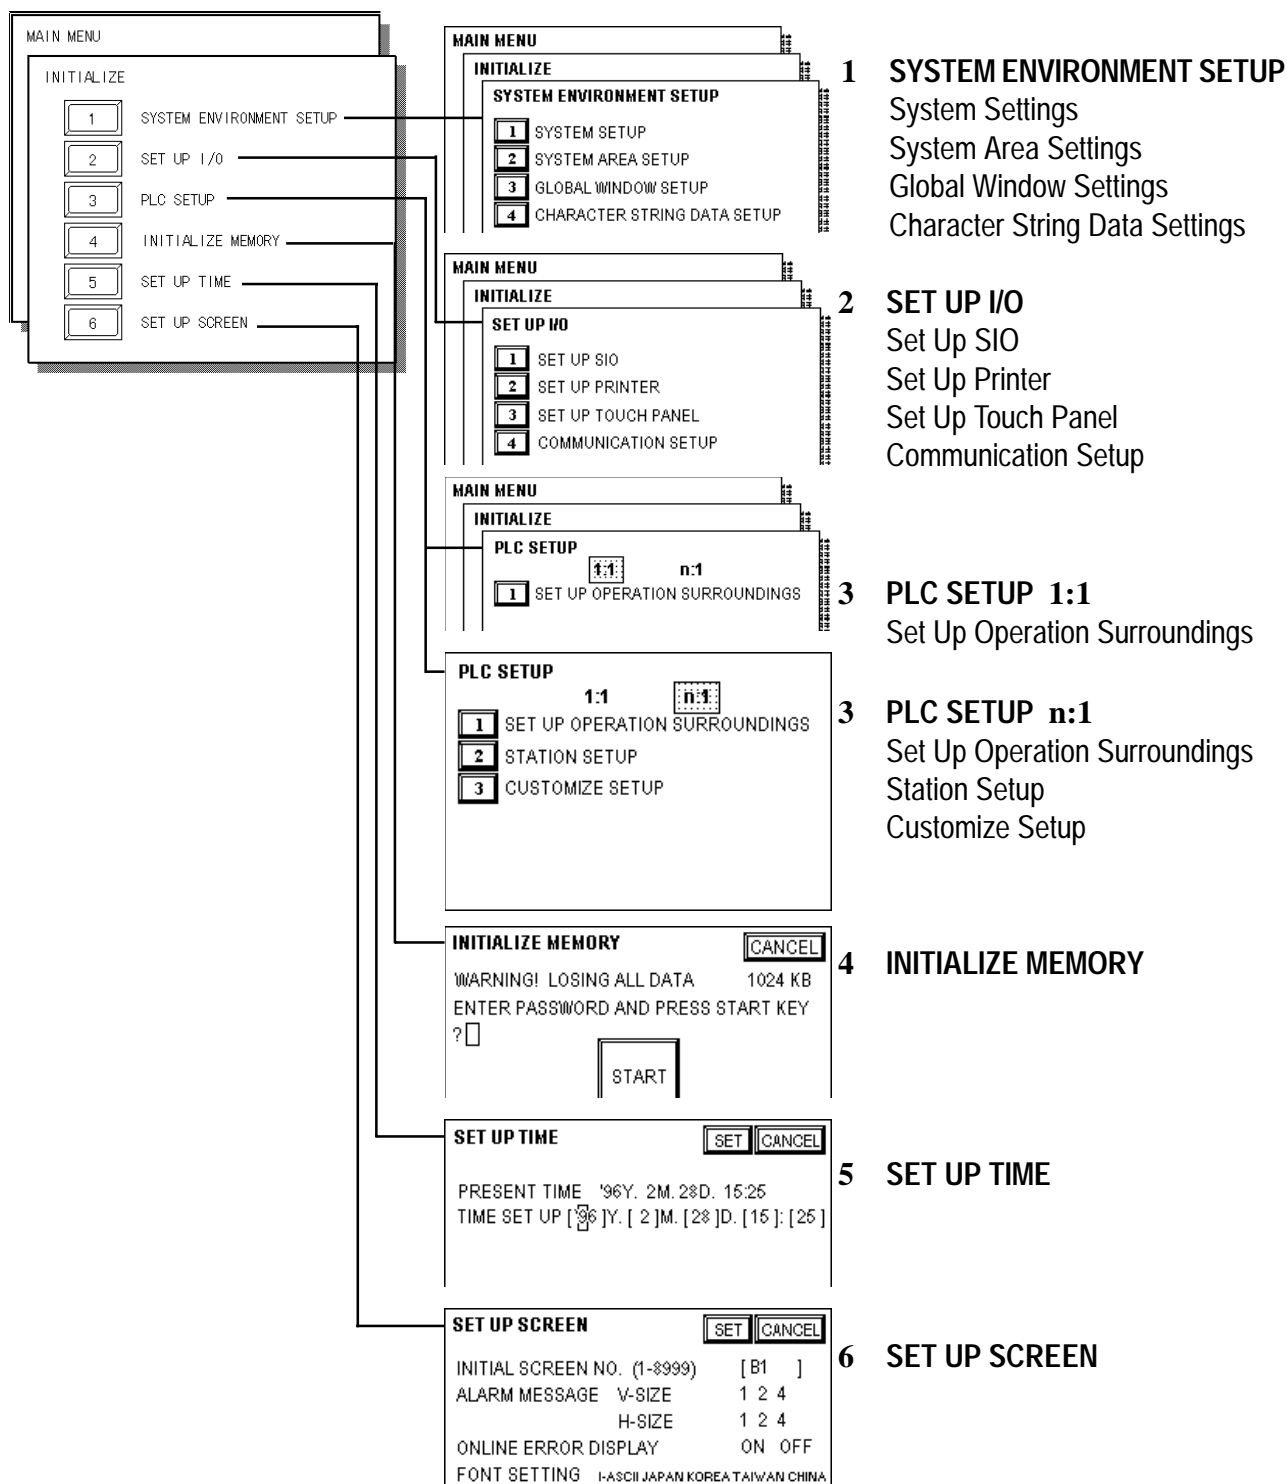 MAIN MENU
INITIALIZE
1 SYSTEM ENVIRONMENT SETUP
2 SET UP I/O
3 PLC SETUP
4 INITIALIZE MEMORY
5 SET UP TIME
6 SET UP SCREEN
MAIN MENU
INITIALIZE
SYSTEM ENVIRONMENT SETUP
1 SYSTEM SETUP
2 SYSTEM AREA SETUP
3 GLOBAL WINDOW SETUP
4 CHARACTER STRING DATA SETUP
1 SYSTEM ENVIRONMENT SETUP
System Settings
System Area Settings
Global Window Settings
Character String Data Settings
MAIN MENU
INITIALIZE
SET UP I/O
1 SET UP SIO
2 SET UP PRINTER
3 SET UP TOUCH PANEL
4 COMMUNICATION SETUP
2 SET UP I/O
Set Up SIO
Set Up Printer
Set Up Touch Panel
Communication Setup
MAIN MENU
INITIALIZE
PLC SETUP
1:1 n:1
1 SET UP OPERATION SURROUNDINGS
3 PLC SETUP 1:1
Set Up Operation Surroundings
PLC SETUP
1:1 n:1
1 SET UP OPERATION SURROUNDINGS
2 STATION SETUP
3 CUSTOMIZE SETUP
3 PLC SETUP n:1
Set Up Operation Surroundings
Station Setup
Customize Setup
INITIALIZE MEMORY CANCEL
WARNING! LOSING ALL DATA 1024 KB
ENTER PASSWORD AND PRESS START KEY
?
START
4 INITIALIZE MEMORY
SET UP TIME SET CANCEL
PRESENT TIME '96Y. 2M. 28D. 15:25
TIME SET UP ['96 ]Y. [ 2 ]M. [28 ]D. [15 ]: [25 ]
5 SET UP TIME
SET UP SCREEN SET CANCEL
INITIAL SCREEN NO. (1-8999) [ B1 ]
ALARM MESSAGE V-SIZE 1 2 4
H-SIZE 1 2 4
ONLINE ERROR DISPLAY ON OFF
FONT SETTING I-ASCII JAPAN KOREA TAIWAN CHINA
6 SET UP SCREEN